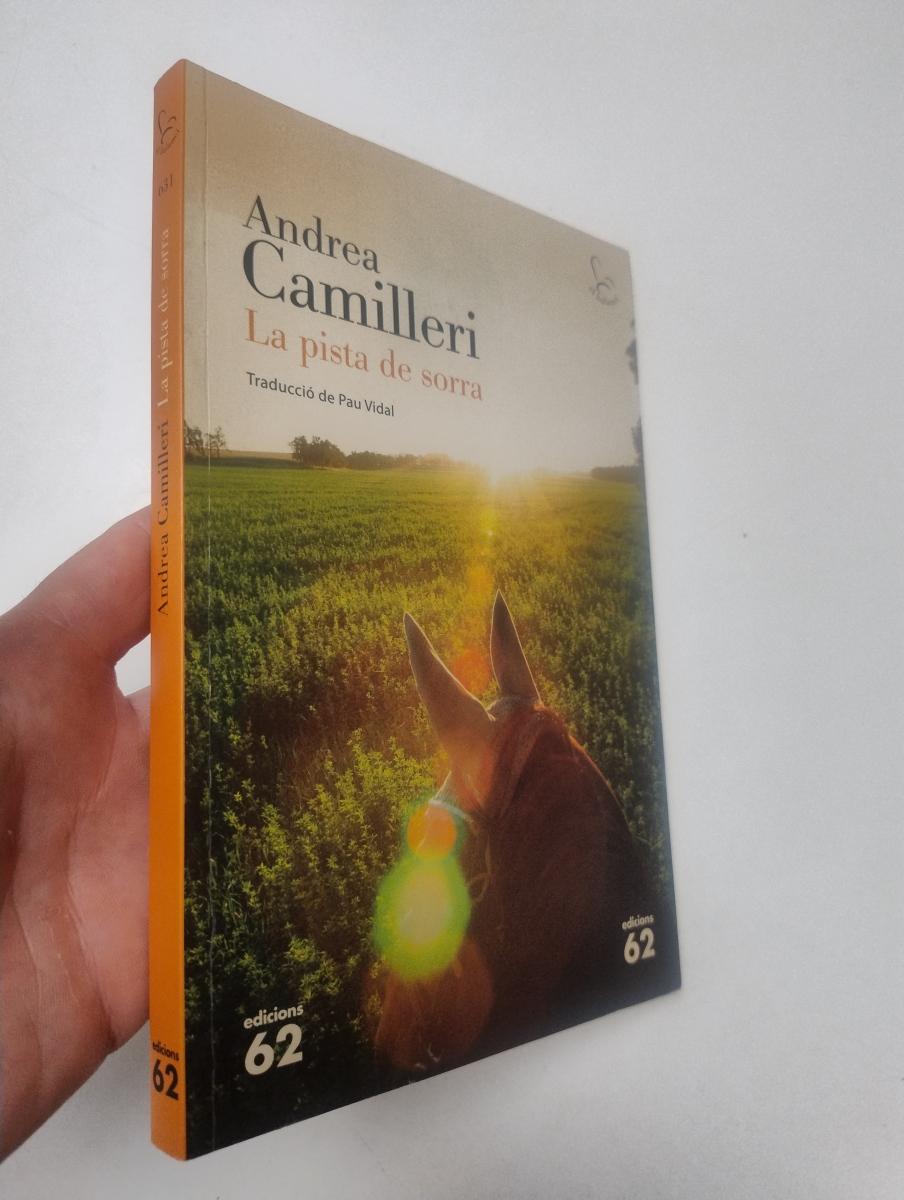 Andrea
Camilleri
La pista de sorra
Traducció de Pau Vidal
edicions
62
edicions
62
631
Andrea Camilleri La pista de sorra
edicions
62